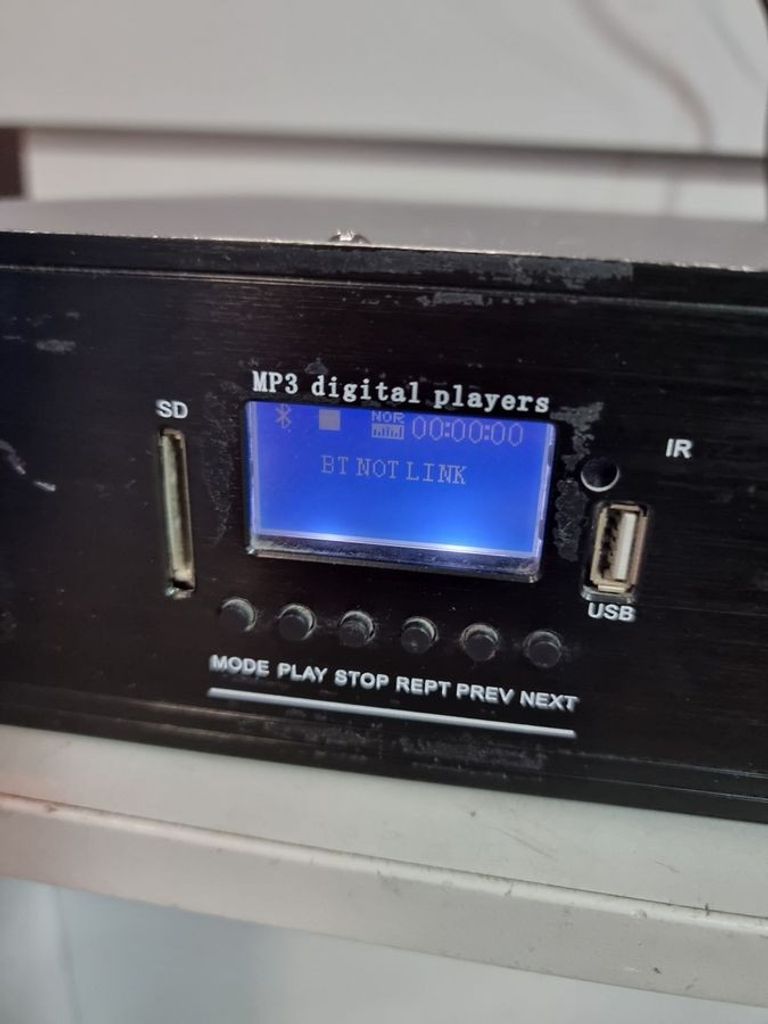 MP3 digital players
SD
NOR
00:00:00
IR
BT NOT LINK
USB
MODE PLAY STOP REPT PREV NEXT